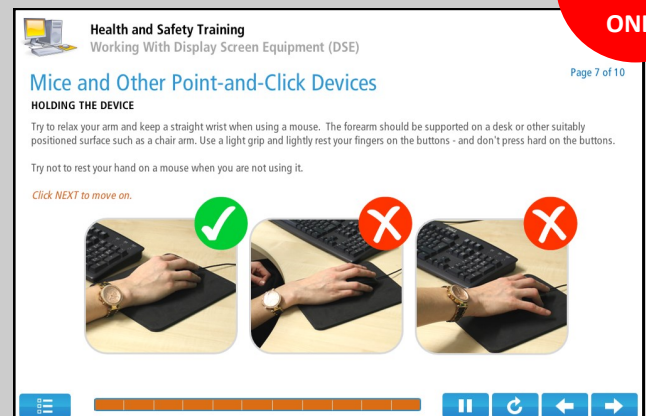 ONL
Health and Safety Training
Working With Display Screen Equipment (DSE)
Page 7 of 10
Mice and Other Point-and-Click Devices
HOLDING THE DEVICE
Try to relax your arm and keep a straight wrist when using a mouse. The forearm should be supported on a desk or other suitably
positioned surface such as a chair arm. Use a light grip and lightly rest your fingers on the buttons - and don't press hard on the buttons.
Try not to rest your hand on a mouse when you are not using it.
Click NEXT to move on.